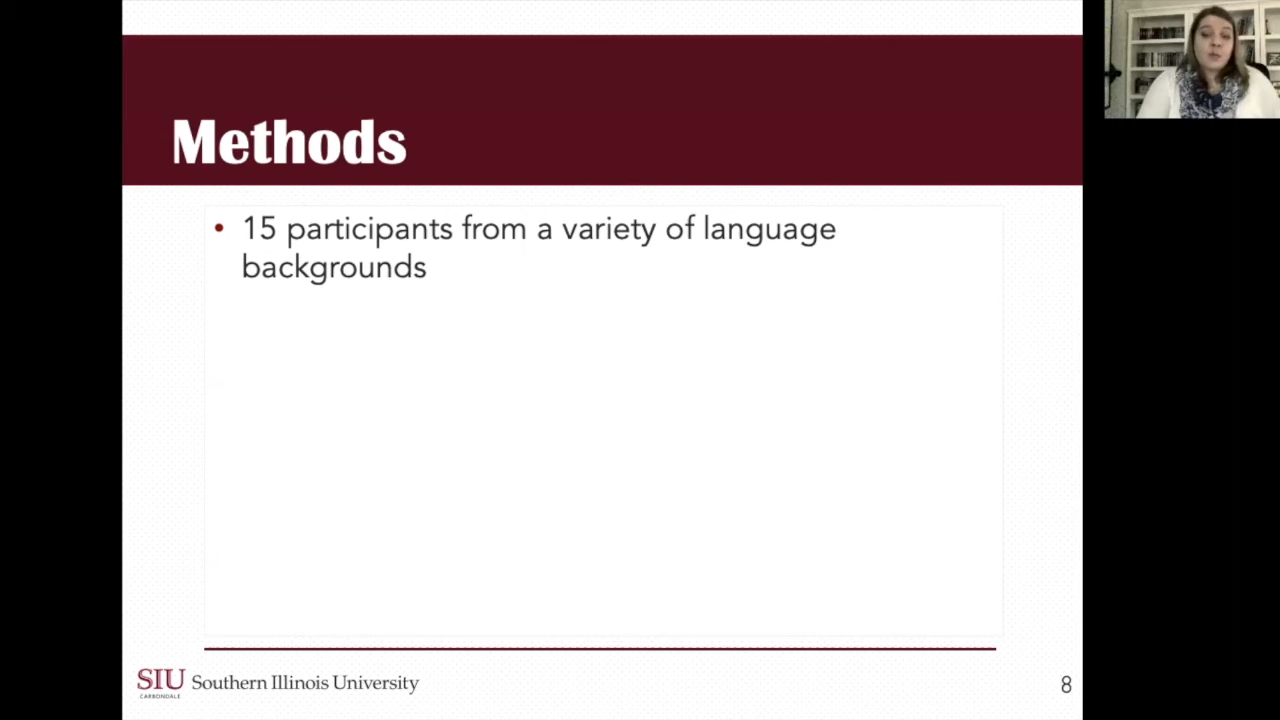 Methods
• 15 participants from a variety of language
backgrounds
SIU Southern Illinois University
CARBONDALE
8